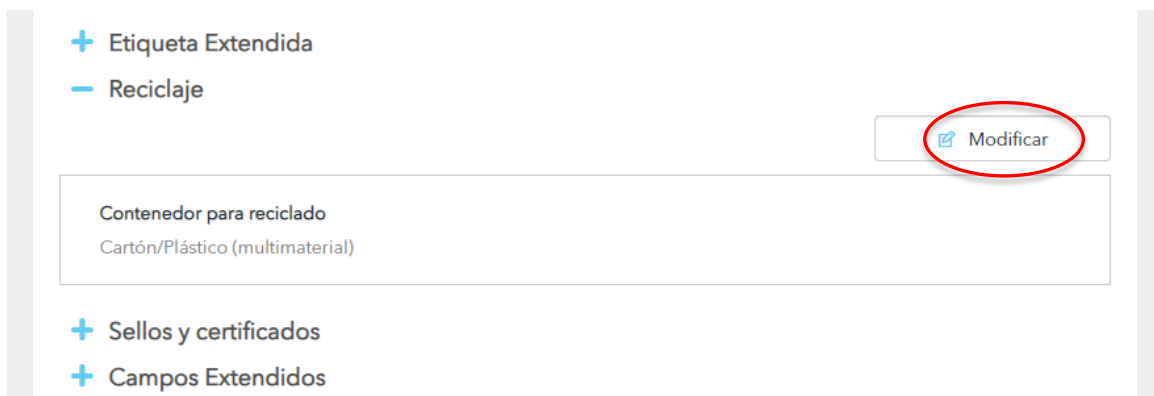 Etiqueta Extendida
Reciclaje
Modificar
Contenedor para reciclado
Cartón/Plástico (multimaterial)
Sellos y certificados
Campos Extendidos